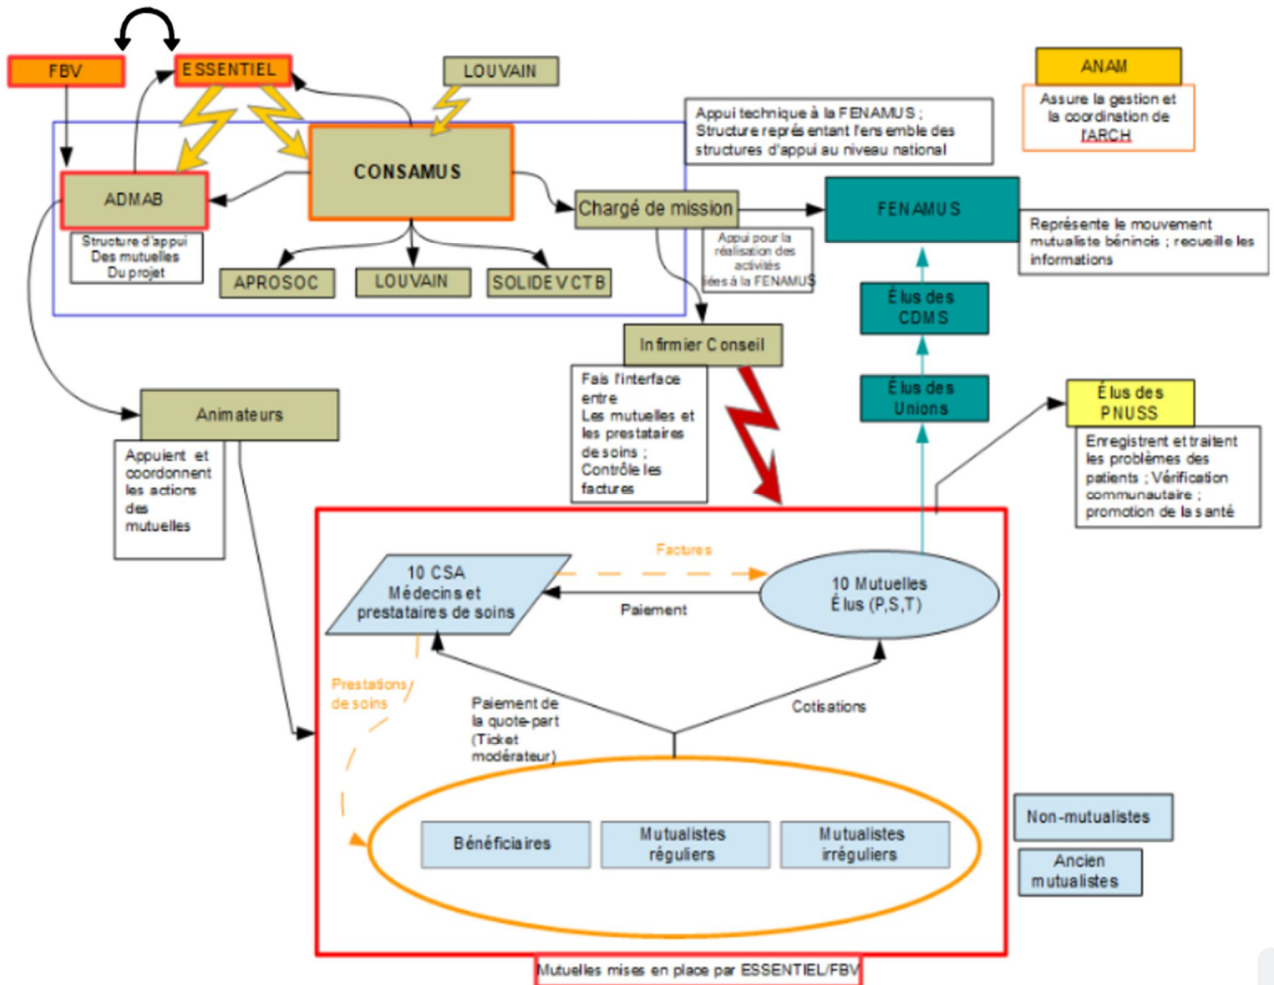 FBV
ESSENTIEL
LOUVAIN
ANAM
Assure la gestion et
la coordination de
l'ARCH
Appui technique à la FENAMUS ;
Structure représentant l'ensemble des
structures d'appui au niveau national
CONSAMUS
ADMAB
Structure d'appui
Des mutuelles
Du projet
Chargé de mission
Appui pour la
réalisation des
activités
liées à la FENAMUS
FENAMUS
Représente le mouvement
mutualiste béninois ; recueille les
informations
APROSOC
LOUVAIN
SOLIDEV CTB
Élus des
CDMS
Infirmier Conseil
Fais l'interface
entre
Les mutuelles et
les prestataires
de soins ;
Contrôle les
factures
Élus des
Unions
Élus des
PNUSS
Enregistrent et traitent
les problèmes des
patients ; Vérification
communautaire ;
promotion de la santé
Animateurs
Appuient et
coordonnent
les actions
des
mutuelles
10 CSA
Médecins et
prestataires de soins
Factures
Paiement
10 Mutuelles
Élus (P,S,T)
Prestations
de soins
Paiement de
la quote-part
(Ticket
modérateur)
Cotisations
Bénéficiaires
Mutualistes
réguliers
Mutualistes
irréguliers
Non-mutualistes
Ancien
mutualistes
Mutuelles mises en place par ESSENTIEL/FBV